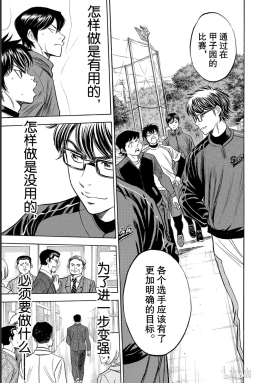 通过在
甲子园的
比赛，
各个选手应该有了
更加明确的
目标。
怎样做是有用的，
怎样做是没用的，
为了进一步变强，
必须要做什么——